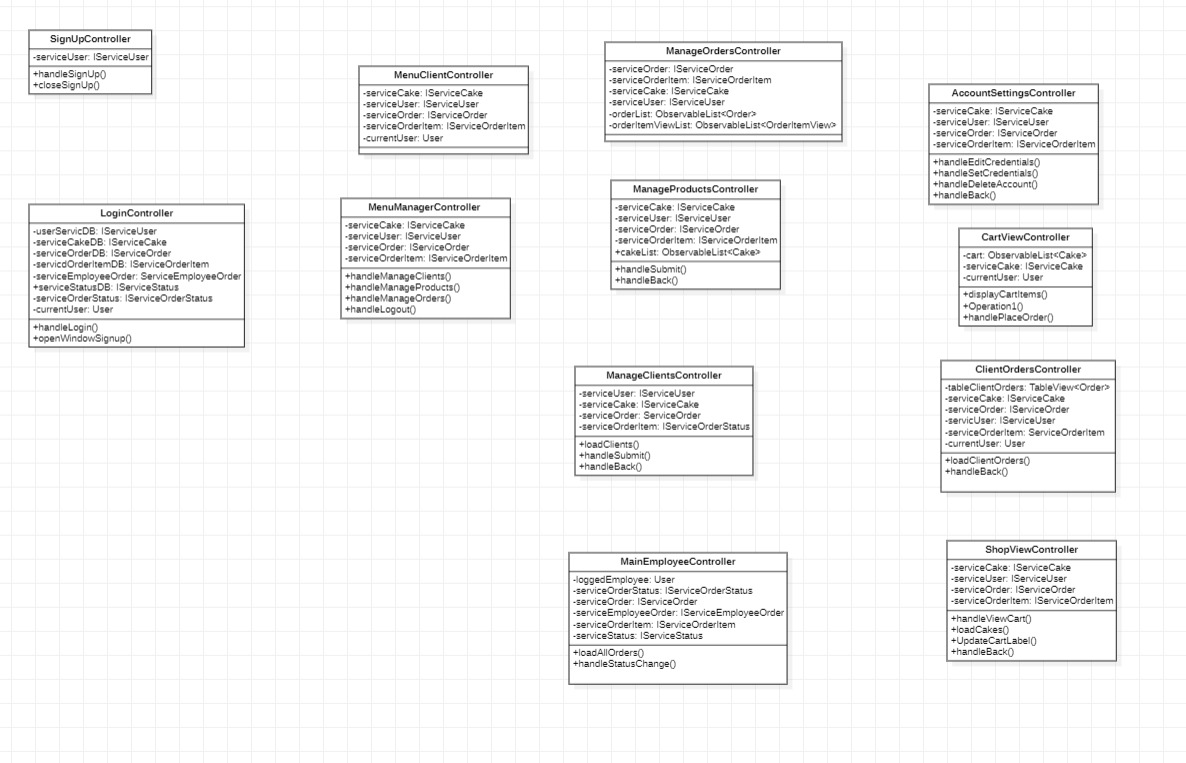 SignUpController
-serviceUser: IServiceUser
+handleSignUp()
+closeSignUp()
LoginController
-userServicDB: IServiceUser
-serviceCakeDB: IServiceCake
-serviceOrderDB: IServiceOrder
-servicdOrderItemDB: IServiceOrderItem
-serviceEmployeeOrder: ServiceEmployeeOrder
+serviceStatusDB: IServiceStatus
-serviceOrderStatus: IServiceOrderStatus
-currentUser: User
+handleLogin()
+openWindowSignup()
MenuClientController
-serviceCake: IServiceCake
-serviceUser: IServiceUser
-serviceOrder: IServiceOrder
-serviceOrderItem: IServiceOrderItem
-currentUser: User
MenuManagerController
-serviceCake: IServiceCake
-serviceUser: IServiceUser
-serviceOrder: IServiceOrder
-serviceOrderItem: IServiceOrderItem
+handleManageClients()
+handleManageProducts()
+handleManageOrders()
+handleLogout()
ManageOrdersController
-serviceOrder: IServiceOrder
-serviceOrderItem: IServiceOrderItem
-serviceCake: IServiceCake
-serviceUser: IServiceUser
-orderList: ObservableList<Order>
-orderItemViewList: ObservableList<OrderItemView>
ManageProductsController
-serviceCake: IServiceCake
-serviceUser: IServiceUser
-serviceOrder: IServiceOrder
-serviceOrderItem: IServiceOrderItem
+cakeList: ObservableList<Cake>
+handleSubmit()
+handleBack()
ManageClientsController
-serviceUser: IServiceUser
-serviceCake: IServiceCake
-serviceOrder: ServiceOrder
-serviceOrderItem: IServiceOrderStatus
+loadClients()
+handleSubmit()
+handleBack()
MainEmployeeController
-loggedEmployee: User
-serviceOrderStatus: IServiceOrderStatus
-serviceOrder: IServiceOrder
-serviceEmployeeOrder: IServiceEmployeeOrder
-serviceOrderItem: IServiceOrderItem
-serviceStatus: IServiceStatus
+loadAllOrders()
+handleStatusChange()
AccountSettingsController
-serviceCake: IServiceCake
-serviceUser: IServiceUser
-serviceOrder: IServiceOrder
-serviceOrderItem: IServiceOrderItem
+handleEditCredentials()
+handleSetCredentials()
+handleDeleteAccount()
+handleBack()
CartViewController
-cart: ObservableList<Cake>
-serviceCake: IServiceCake
-currentUser: User
+displayCartItems()
+Operation1()
+handlePlaceOrder()
ClientOrdersController
-tableClientOrders: TableView<Order>
-serviceCake: IServiceCake
-serviceOrder: IServiceOrder
-servicUser: IServiceUser
-serviceOrderItem: ServiceOrderItem
-currentUser: User
+loadClientOrders()
+handleBack()
ShopViewController
-serviceCake: IServiceCake
-serviceUser: IServiceUser
-serviceOrder: IServiceOrder
-serviceOrderItem: IServiceOrderItem
+handleViewCart()
+loadCakes()
+UpdateCartLabel()
+handleBack()